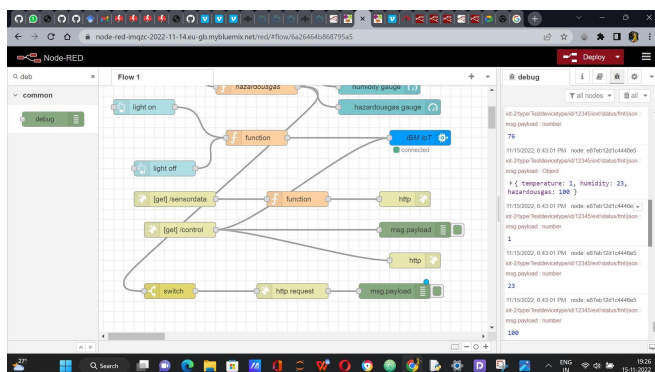 node-red-imqzc-2022-11-14.eu-gb.mybluemix.net/red/#flow/6a26464b868795a5
Node-RED
Deploy
deb
Flow 1
debug
i
all nodes
all
common
debug
hazardousgas
humidity gauge
light on
hazardousgas gauge
function
IBM IoT
connected
light off
[get] /sensordata
function
http
[get] /control
msg.payload
http
switch
http request
msg.payload
iot-2/type/Testdevicetype/id/12345/evt/status/fmt/json :
msg.payload : number
76
11/15/2022, 6:43:01 PM node: e87eb12d1c4446e5
iot-2/type/Testdevicetype/id/12345/evt/status/fmt/json :
msg.payload : Object
{ temperature: 1, humidity: 23,
hazardousgas: 100 }
11/15/2022, 6:43:01 PM node: e87eb12d1c4446e
iot-2/type/Testdevicetype/id/12345/evt/status/fmt/json :
msg.payload : number
1
11/15/2022, 6:43:01 PM node: e87eb12d1c4446e5
iot-2/type/Testdevicetype/id/12345/evt/status/fmt/json :
msg.payload : number
23
11/15/2022, 6:43:01 PM node: e87eb12d1c4446e5
iot-2/type/Testdevicetype/id/12345/evt/status/fmt/json :
msg.payload : number
100
27°
Search
ENG
IN
19:26
15-11-2022